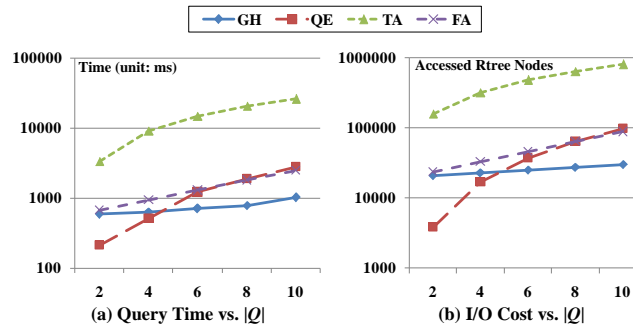 GH QE TA FA
Time (unit: ms)
100000
10000
1000
100
2 4 6 8 10
(a) Query Time vs. |Q|
Accessed Rtree Nodes
1000000
100000
10000
1000
2 4 6 8 10
(b) I/O Cost vs. |Q|